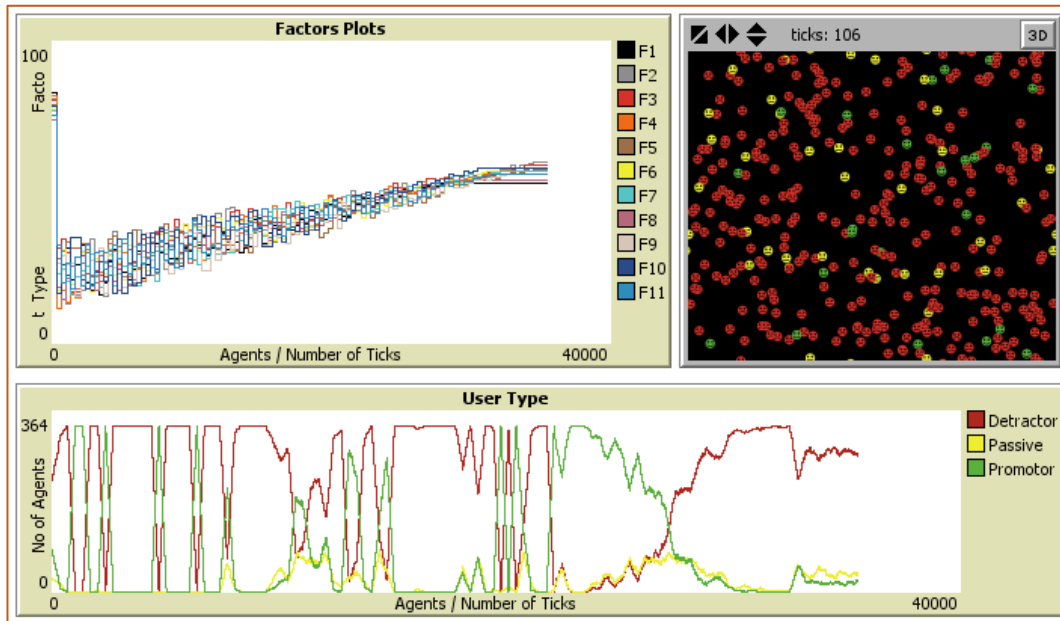 Factors Plots
100
Facto
t Type
0
0
Agents / Number of Ticks
40000
F1
F2
F3
F4
F5
F6
F7
F8
F9
F10
F11
ticks: 106
3D
User Type
364
No of Agents
0
0
Agents / Number of Ticks
40000
Detractor
Passive
Promotor